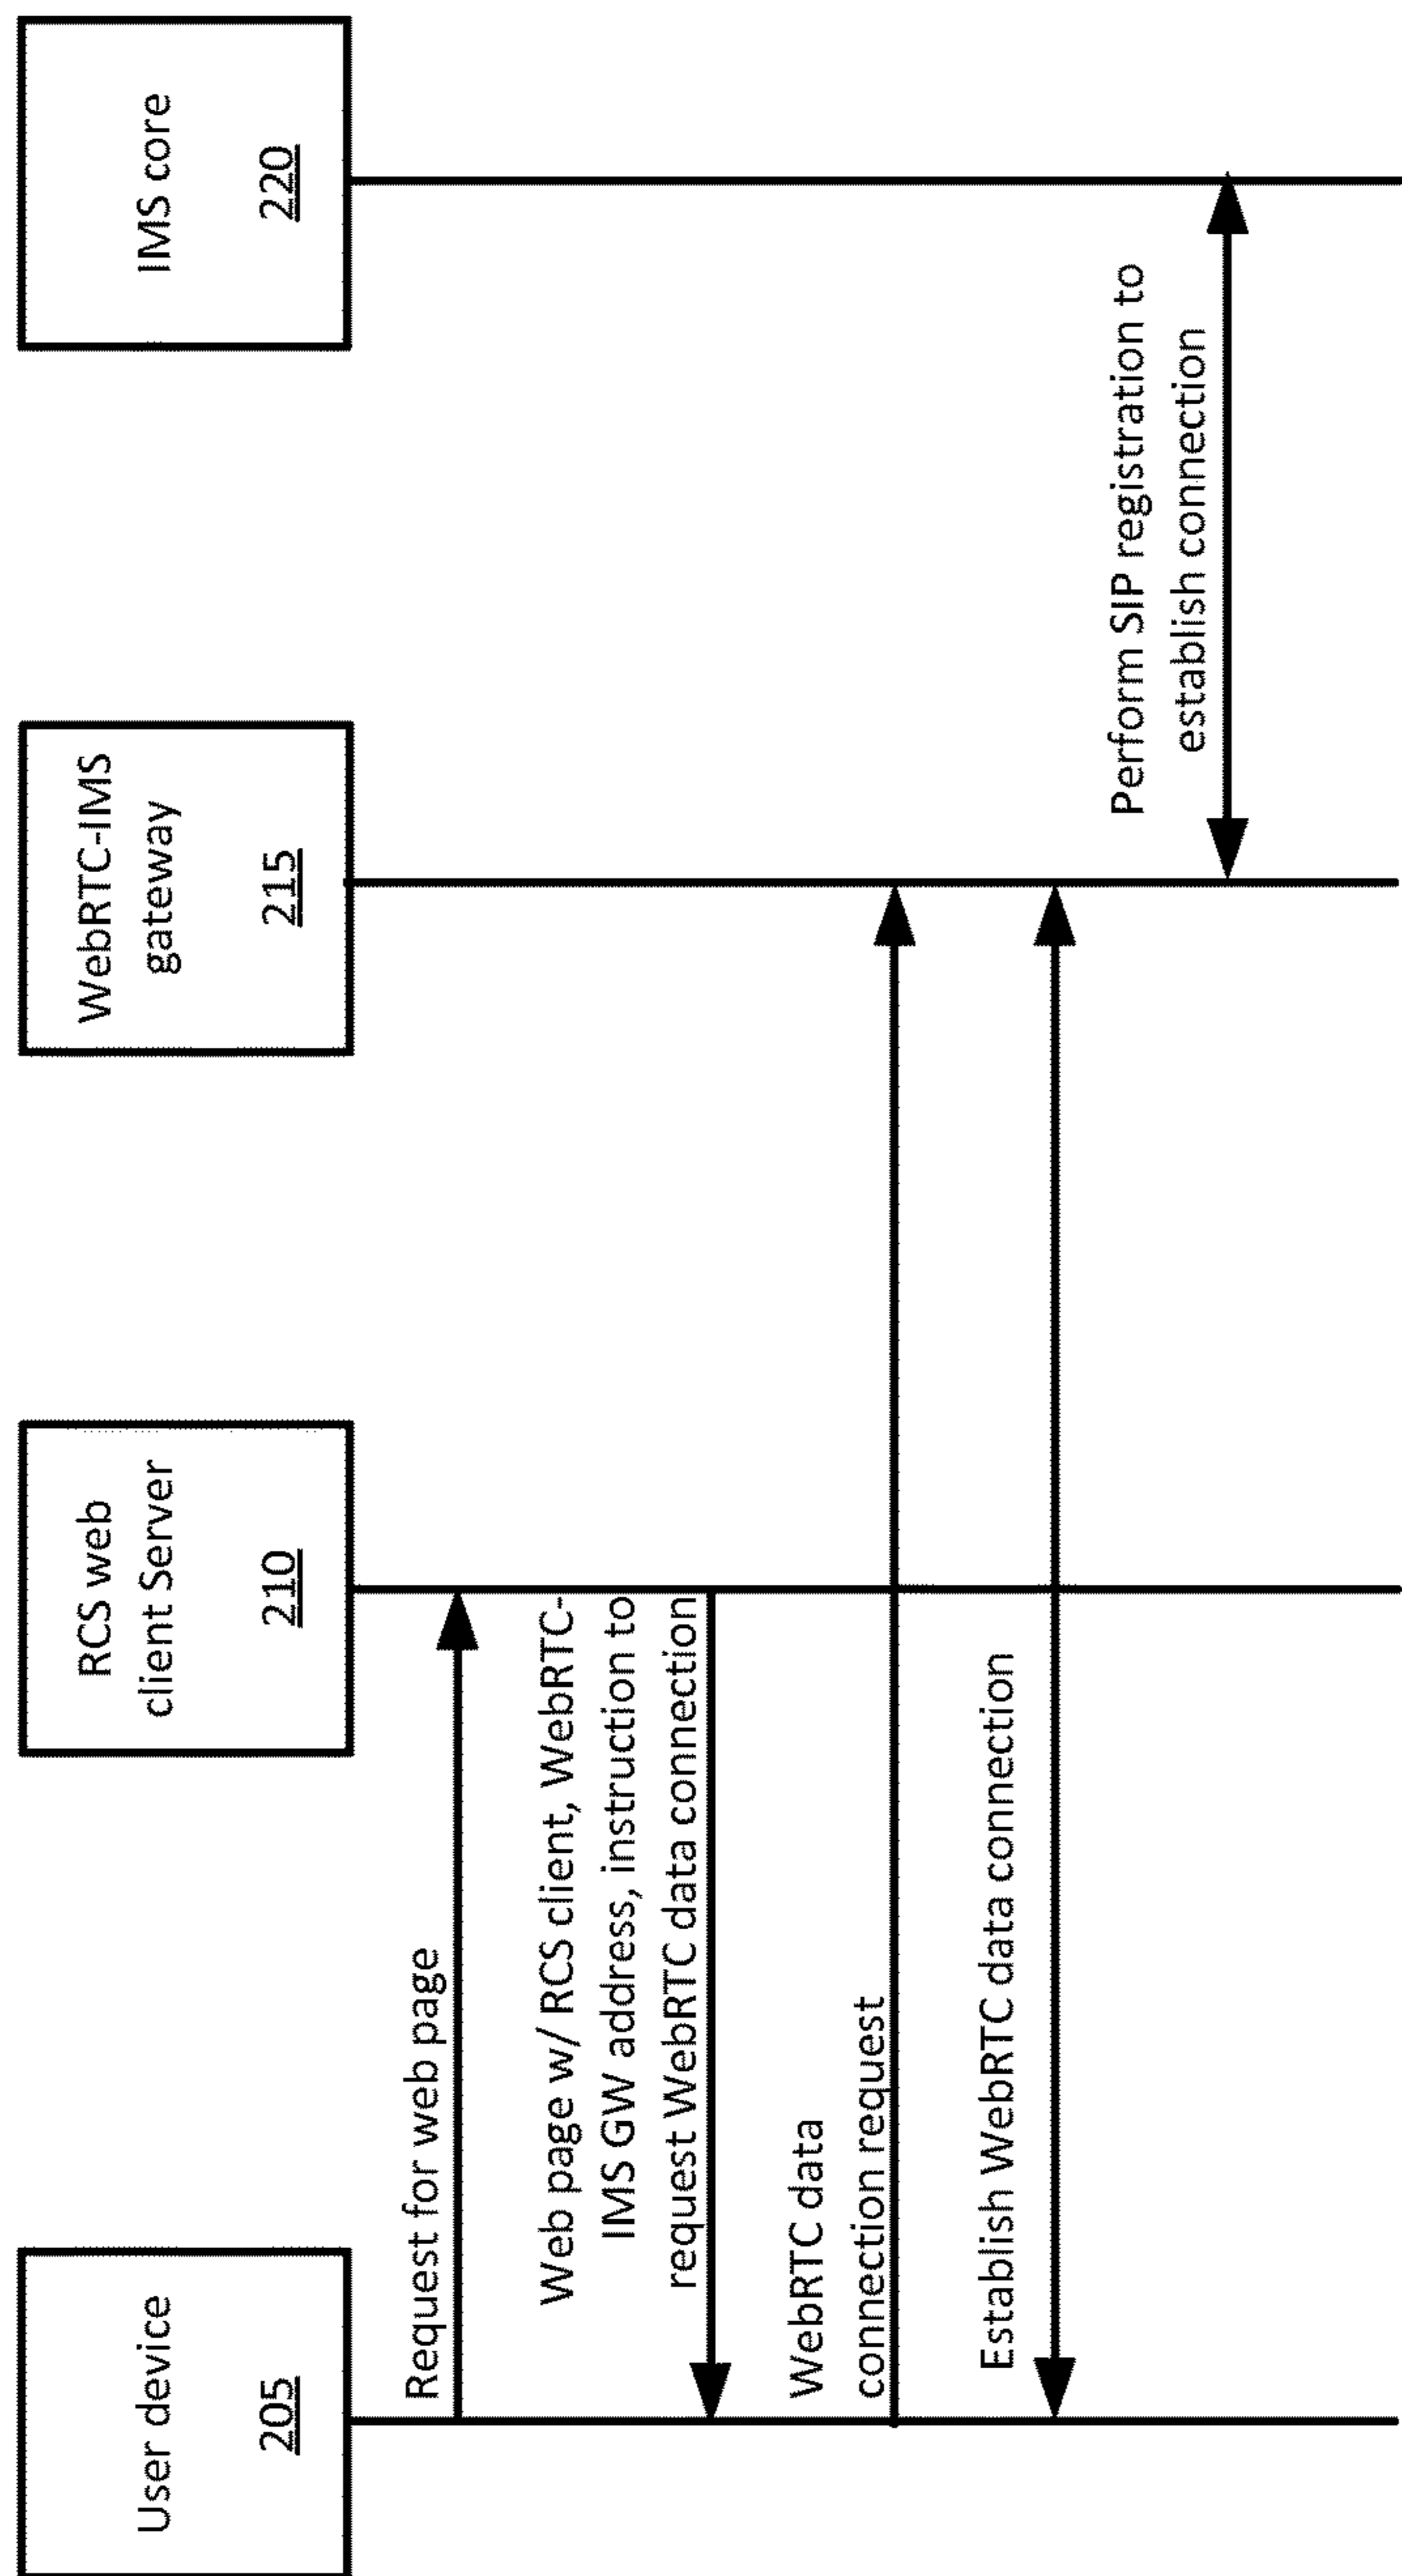 User device
205
RCS web
client Server
210
WebRTC-IMS
gateway
215
IMS core
220
Request for web page
Web page w/ RCS client, WebRTC-
IMS GW address, instruction to
request WebRTC data connection
WebRTC data
connection request
Establish WebRTC data connection
Perform SIP registration to
establish connection